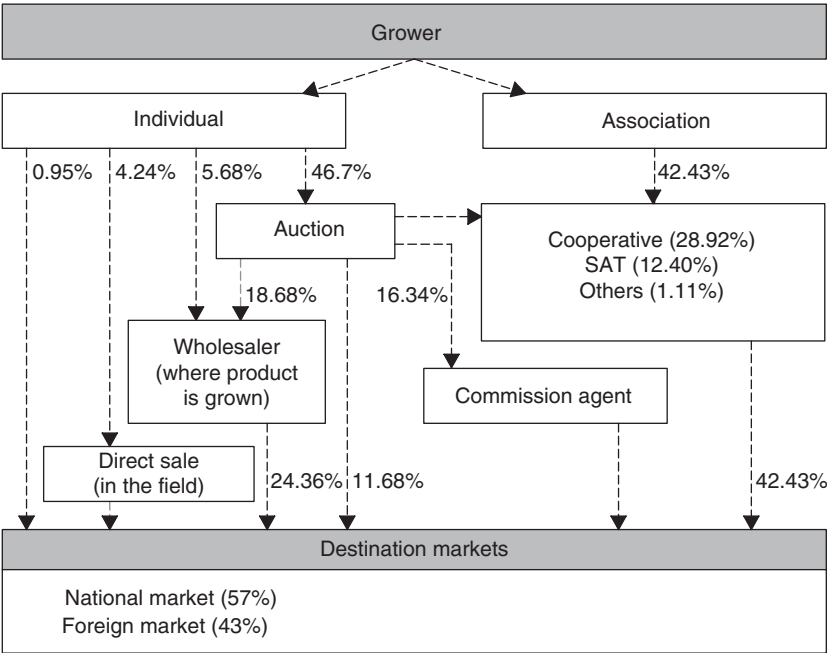 Grower
Individual
Association
0.95%
4.24%
5.68%
46.7%
42.43%
Auction
Cooperative (28.92%)
SAT (12.40%)
Others (1.11%)
18.68%
16.34%
Wholesaler
(where product
is grown)
Commission agent
Direct sale
(in the field)
24.36%
11.68%
42.43%
Destination markets
National market (57%)
Foreign market (43%)